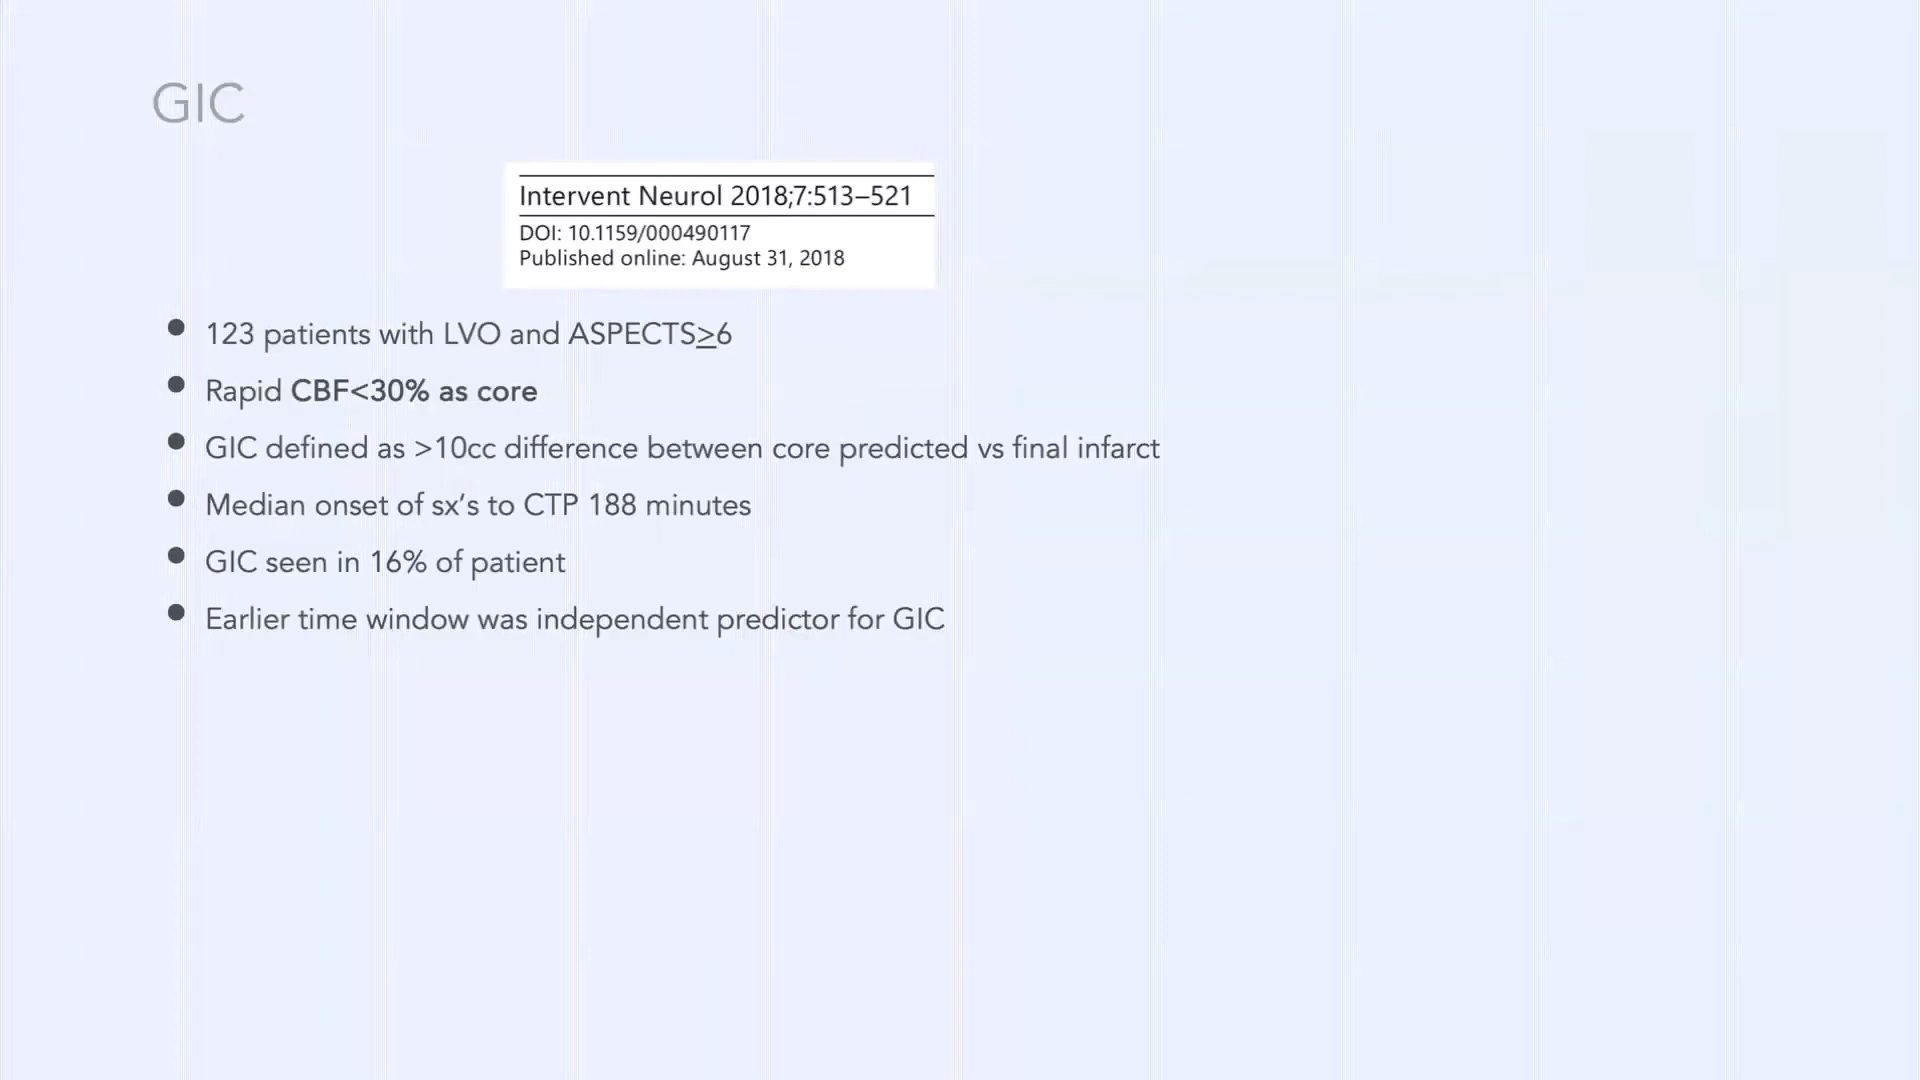 GIC
Intervent Neurol 2018;7:513–521
DOI: 10.1159/000490117
Published online: August 31, 2018
123 patients with LVO and ASPECTS>6
Rapid CBF<30% as core
GIC defined as >10cc difference between core predicted vs final infarct
Median onset of sx's to CTP 188 minutes
GIC seen in 16% of patient
Earlier time window was independent predictor for GIC